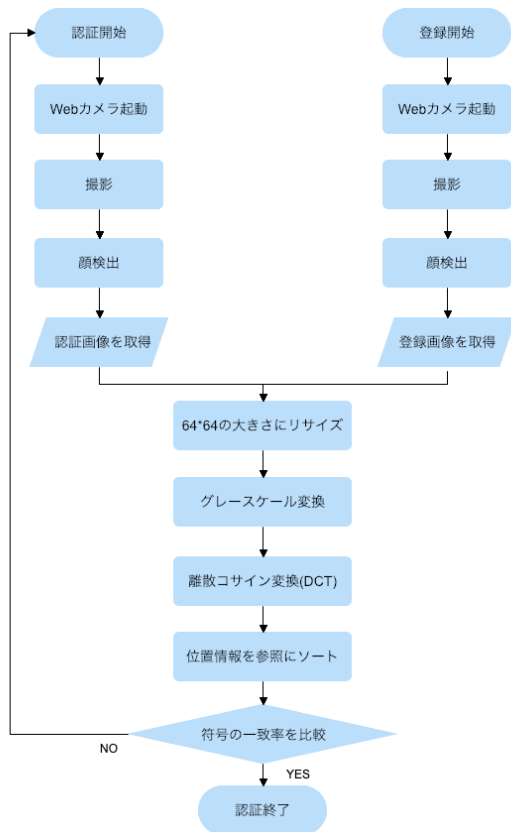 認証開始
登録開始
Webカメラ起動
Webカメラ起動
撮影
撮影
顔検出
顔検出
認証画像を取得
登録画像を取得
64*64の大きさにリサイズ
グレースケール変換
離散コサイン変換(DCT)
位置情報を参照にソート
符号の一致率を比較
NO
YES
認証終了